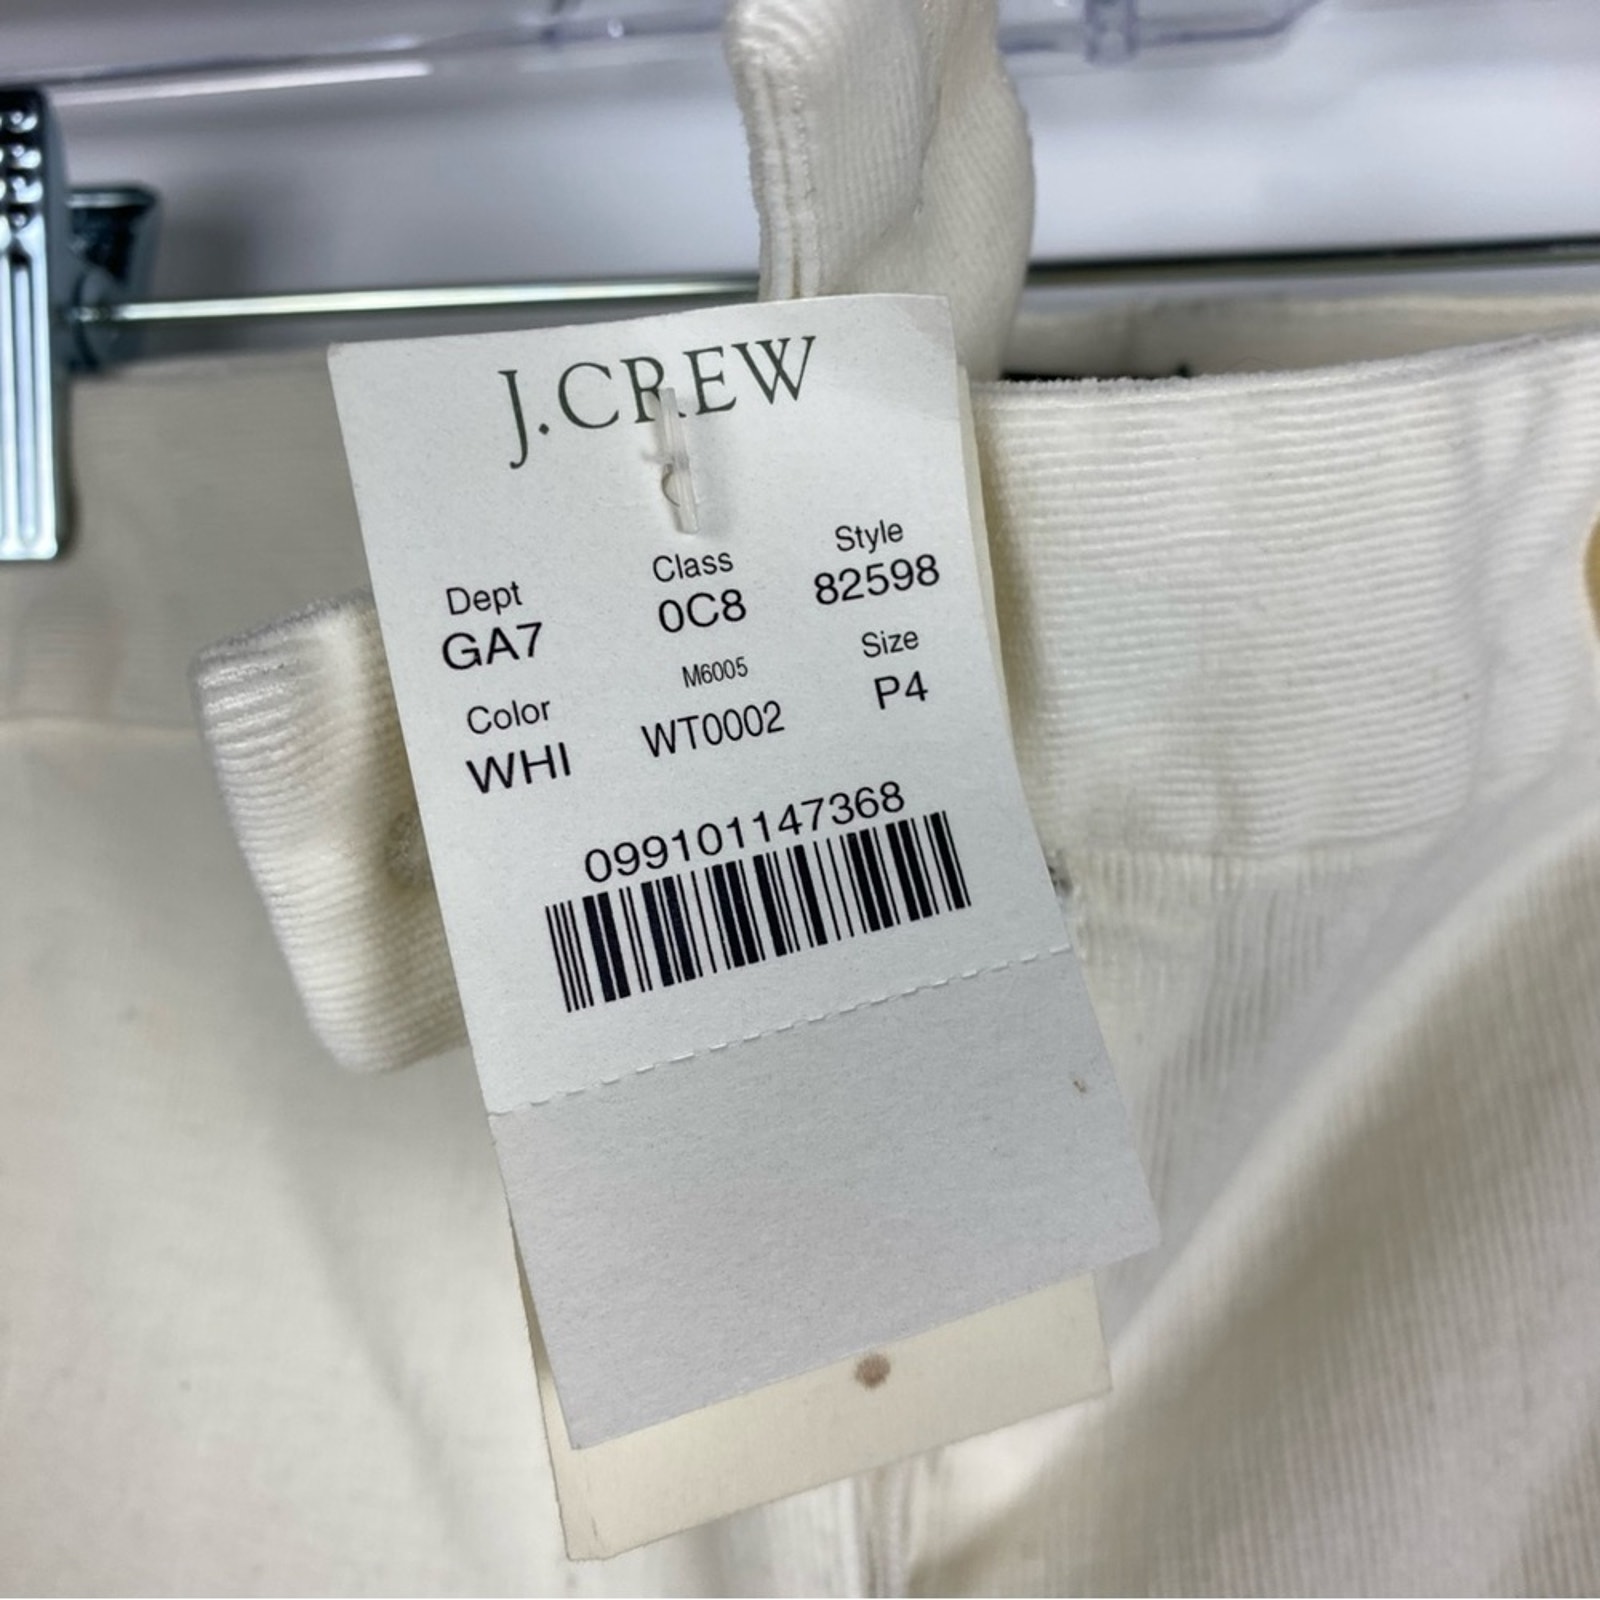 J.CREW
Dept Class Style
GA7 0C8 82598
Color M6005 Size
WHI WT0002 P4
099101147368